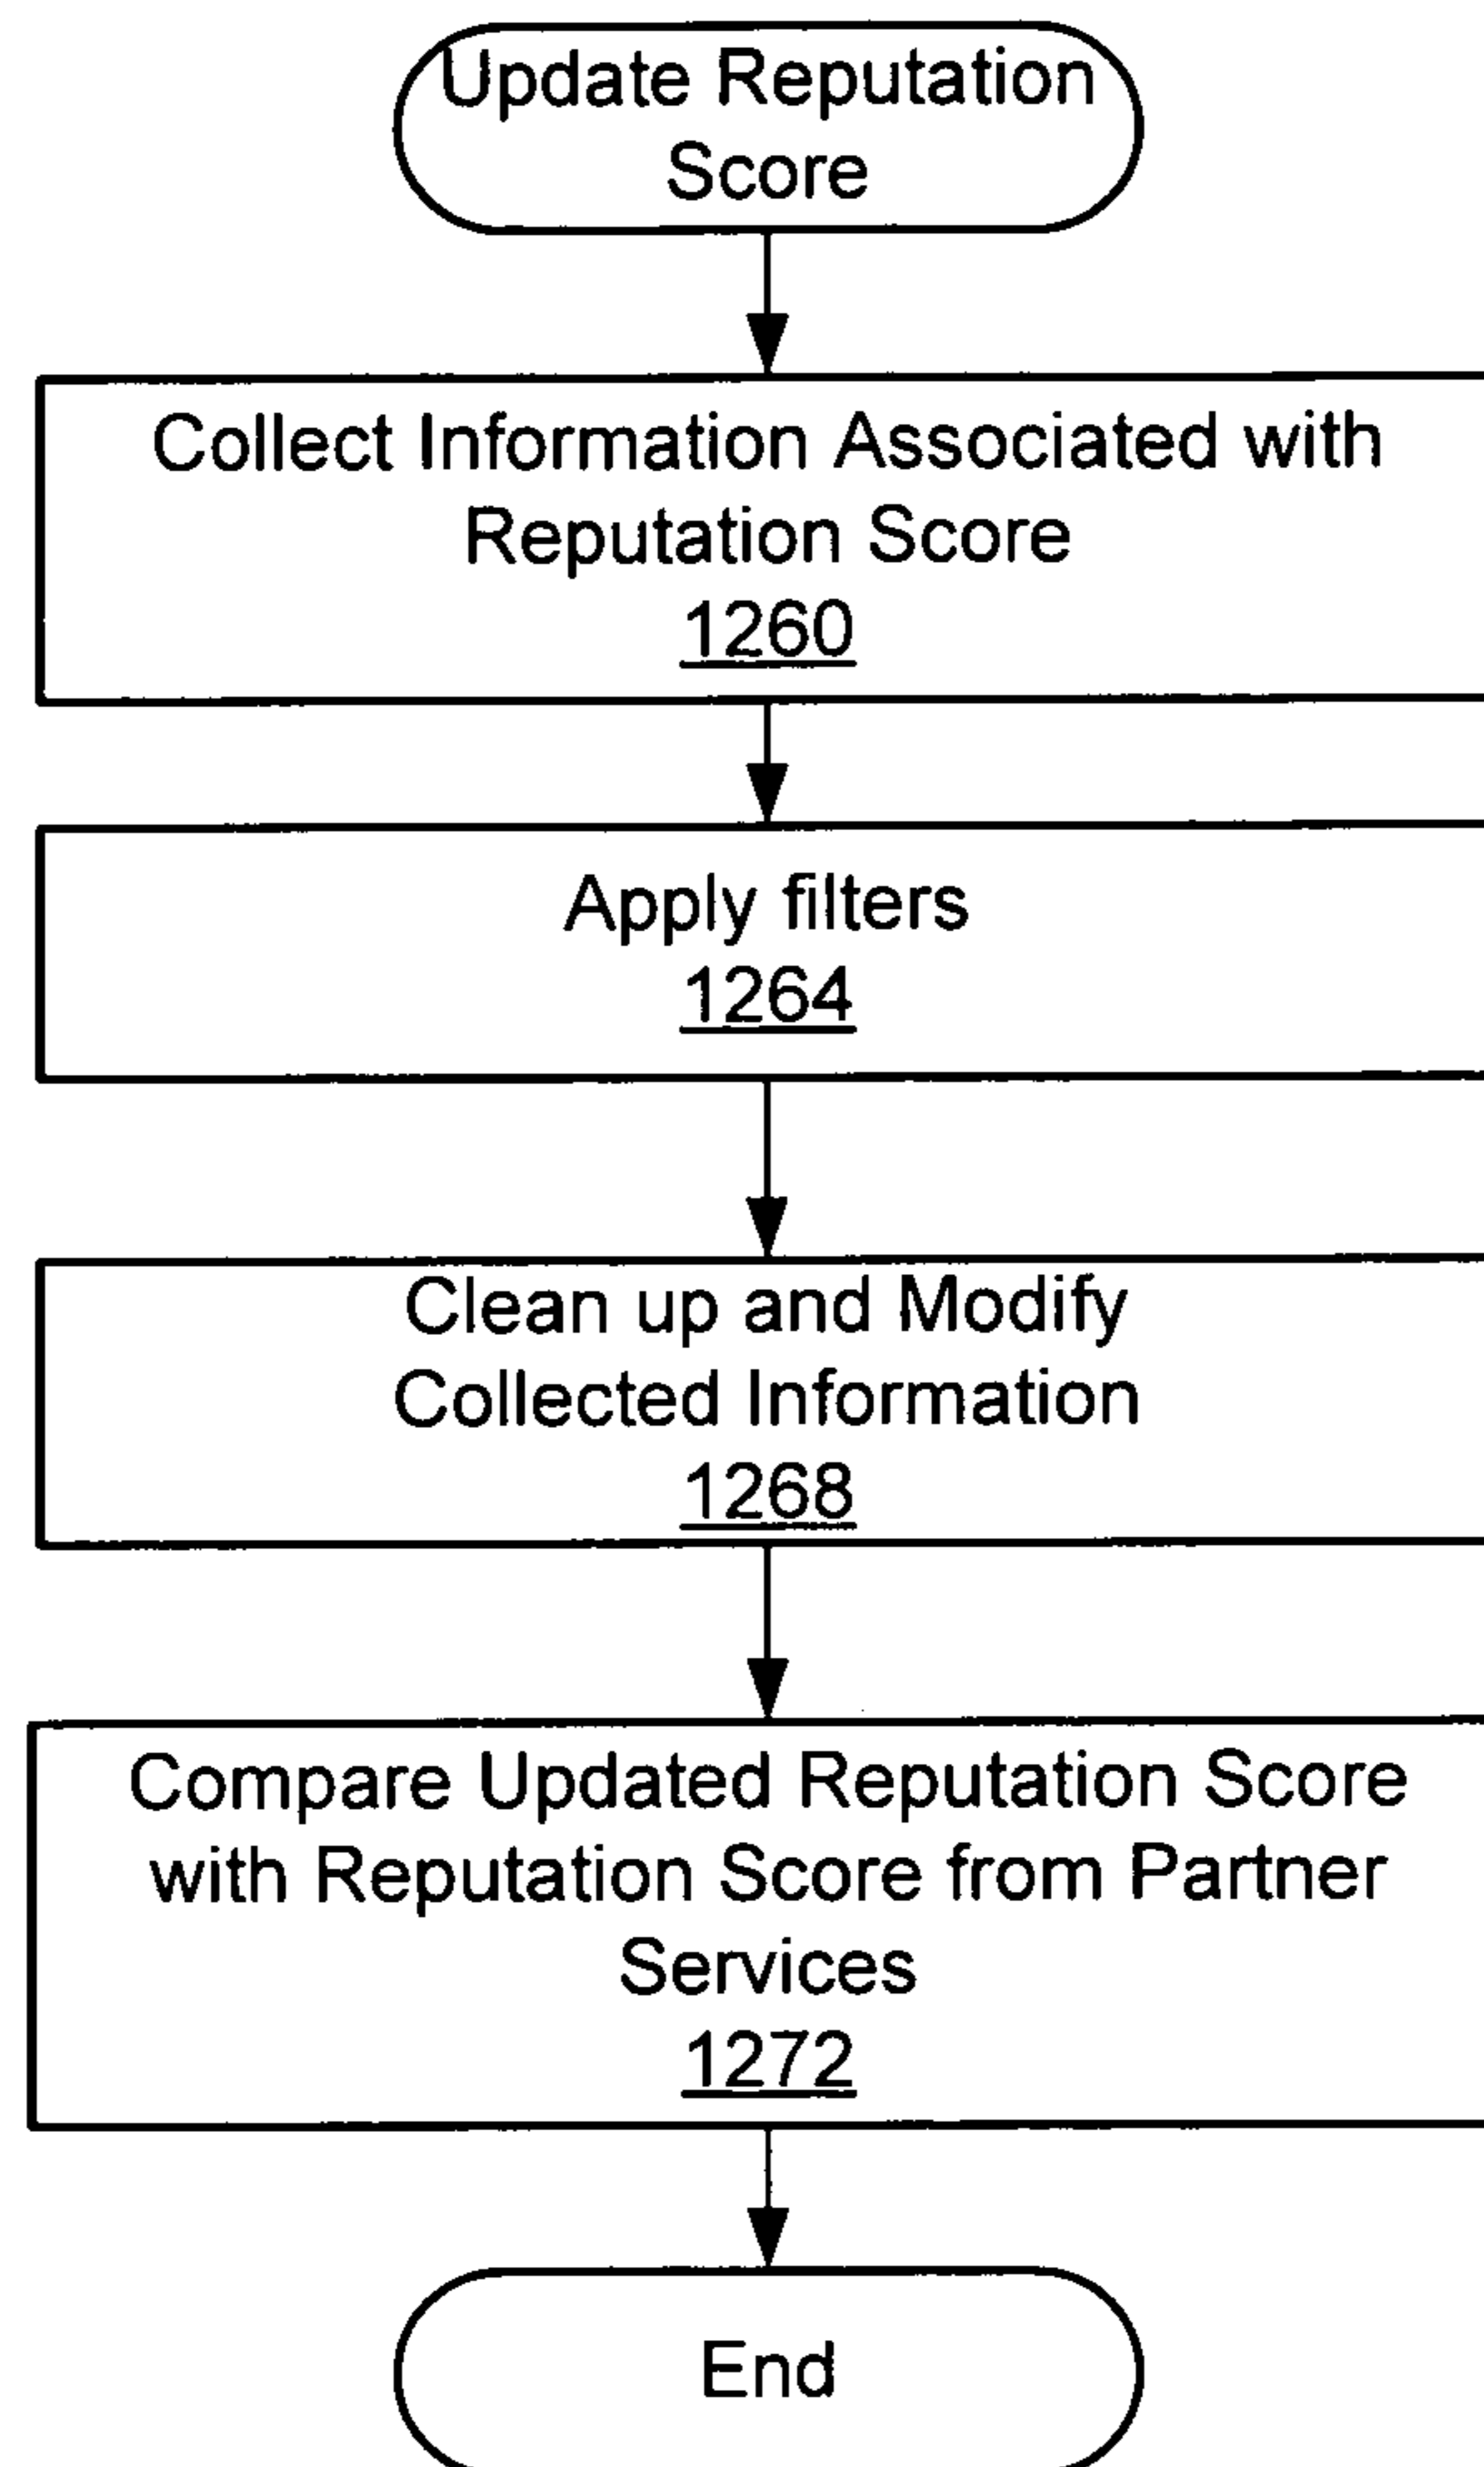 Update Reputation
Score
Collect Information Associated with
Reputation Score
1260
Apply filters
1264
Clean up and Modify
Collected Information
1268
Compare Updated Reputation Score
with Reputation Score from Partner
Services
1272
End